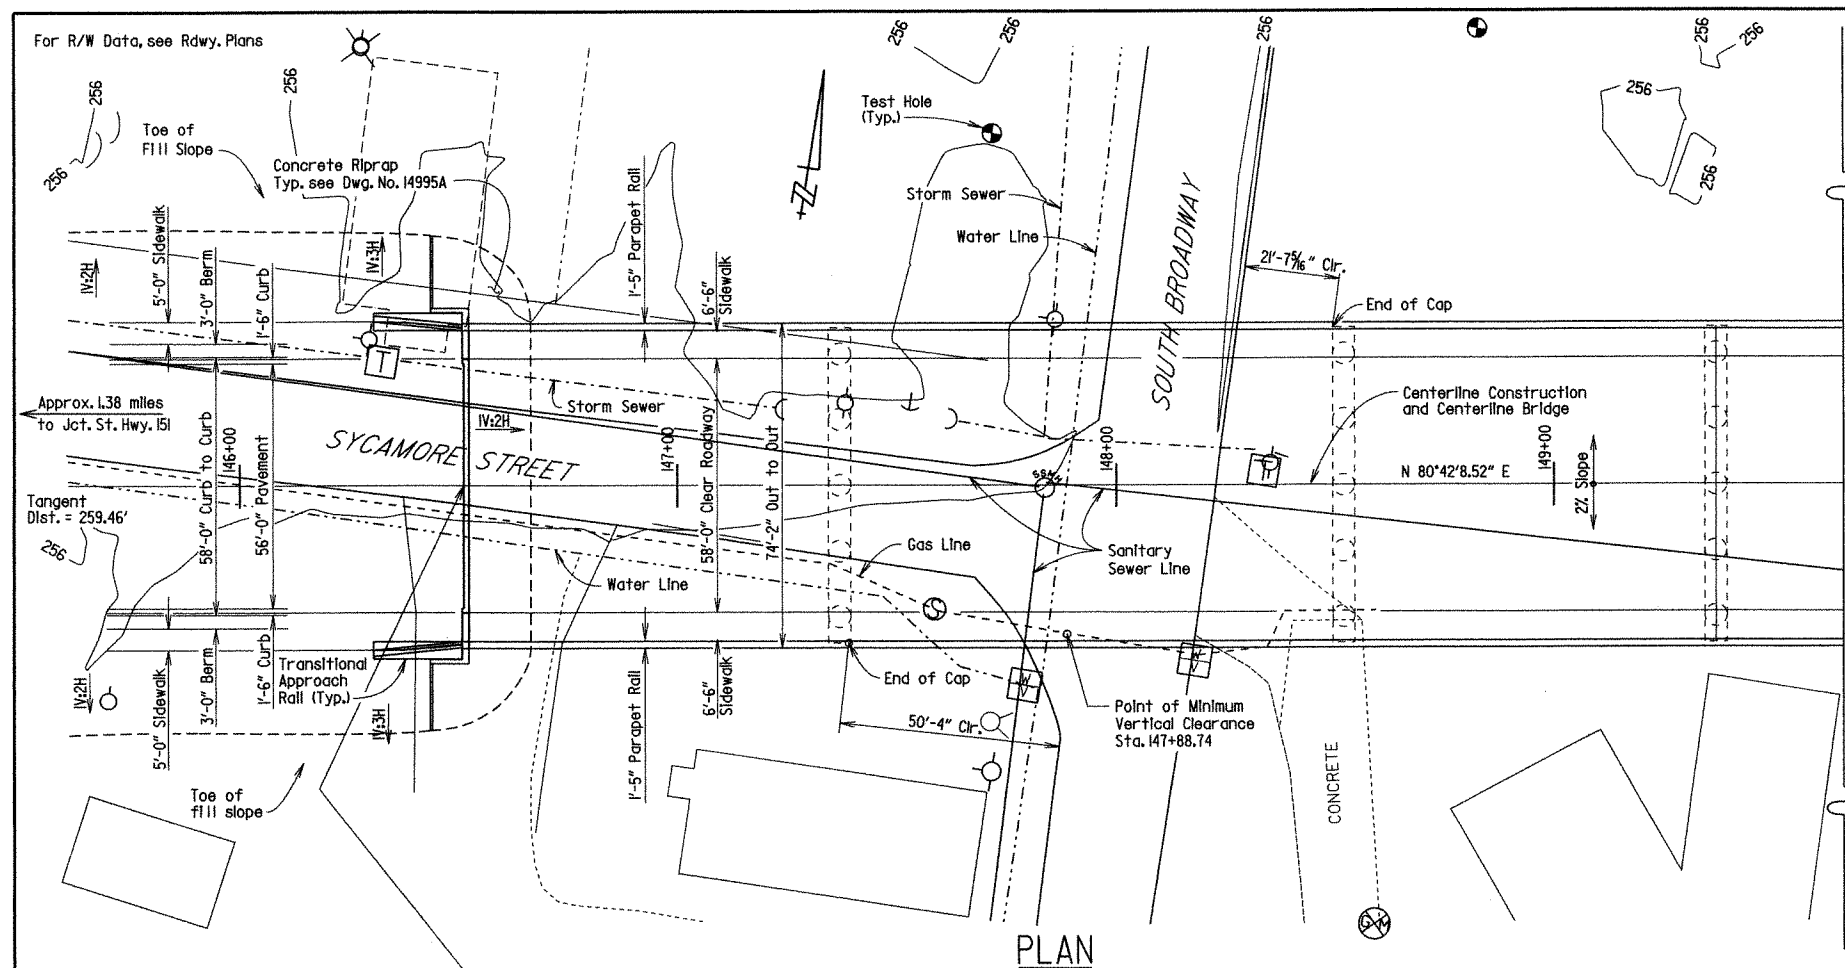 For R/W Data, see Rdwy. Plans
256
256
256
256
256
256
256
256
Test Hole
(Typ.)
256
256
Toe of
Fill Slope
Concrete Riprap
Typ. see Dwg. No. 14995A
256
Storm Sewer
Water Line
SOUTH BROADWAY
21'-7 5/16" Clr.
End of Cap
1V:2H
5'-0" Sidewalk
3'-0" Berm
1'-6" Curb
1V:3H
1'-5" Parapet Rail
6'-6"
Sidewalk
T
Approx. 1.38 miles
to Jct. St. Hwy. 151
Storm Sewer
1V:2H
SYCAMORE STREET
Centerline Construction
and Centerline Bridge
146+00
147+00
148+00
149+00
N 80°42'8.52" E
2% Slope
SSMH
T
58'-0" Curb to Curb
56'-0" Pavement
58'-0" Clear Roadway
74'-2" Out to Out
Tangent
Dist. = 259.46'
256
Gas Line
Sanitary
Sewer Line
Water Line
S
1V:2H
5'-0" Sidewalk
3'-0" Berm
1'-6" Curb
Transitional
Approach
Rail (Typ.)
1V:3H
1'-5" Parapet Rail
6'-6"
Sidewalk
End of Cap
W
V
W
V
50'-4" Clr.
Point of Minimum
Vertical Clearance
Sta. 147+88.74
Toe of
fill slope
CONCRETE
G M
PLAN